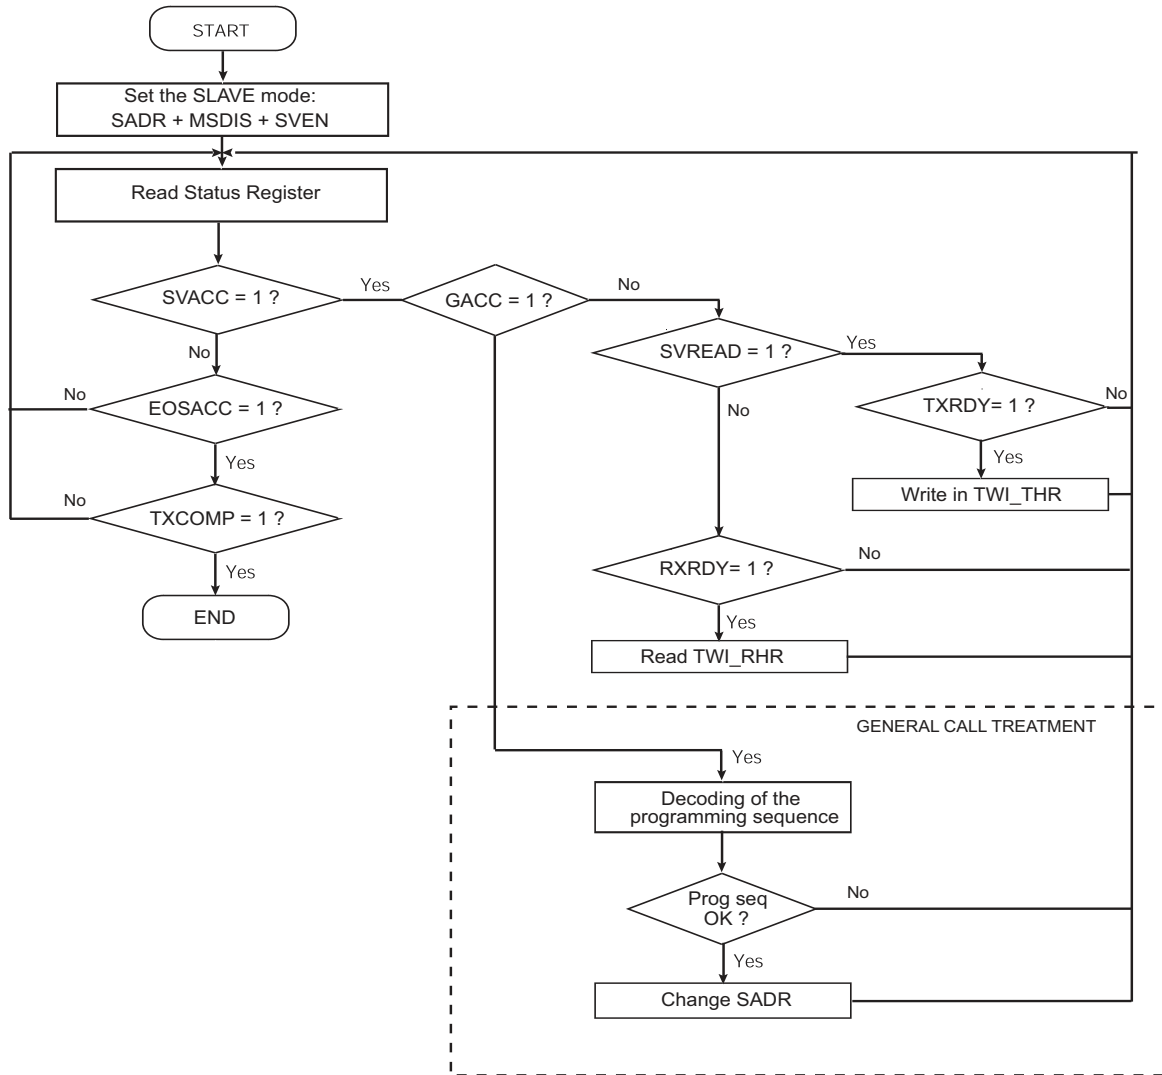 START
Set the SLAVE mode:
SADR + MSDIS + SVEN
Read Status Register
SVACC = 1 ?
Yes
GACC = 1 ?
No
No
SVREAD = 1 ?
Yes
EOSACC = 1 ?
No
No
TXRDY= 1 ?
No
Yes
Yes
TXCOMP = 1 ?
No
Write in TWI_THR
Yes
RXRDY= 1 ?
No
END
Yes
Read TWI_RHR
GENERAL CALL TREATMENT
Yes
Decoding of the
programming sequence
Prog seq
OK ?
No
Yes
Change SADR